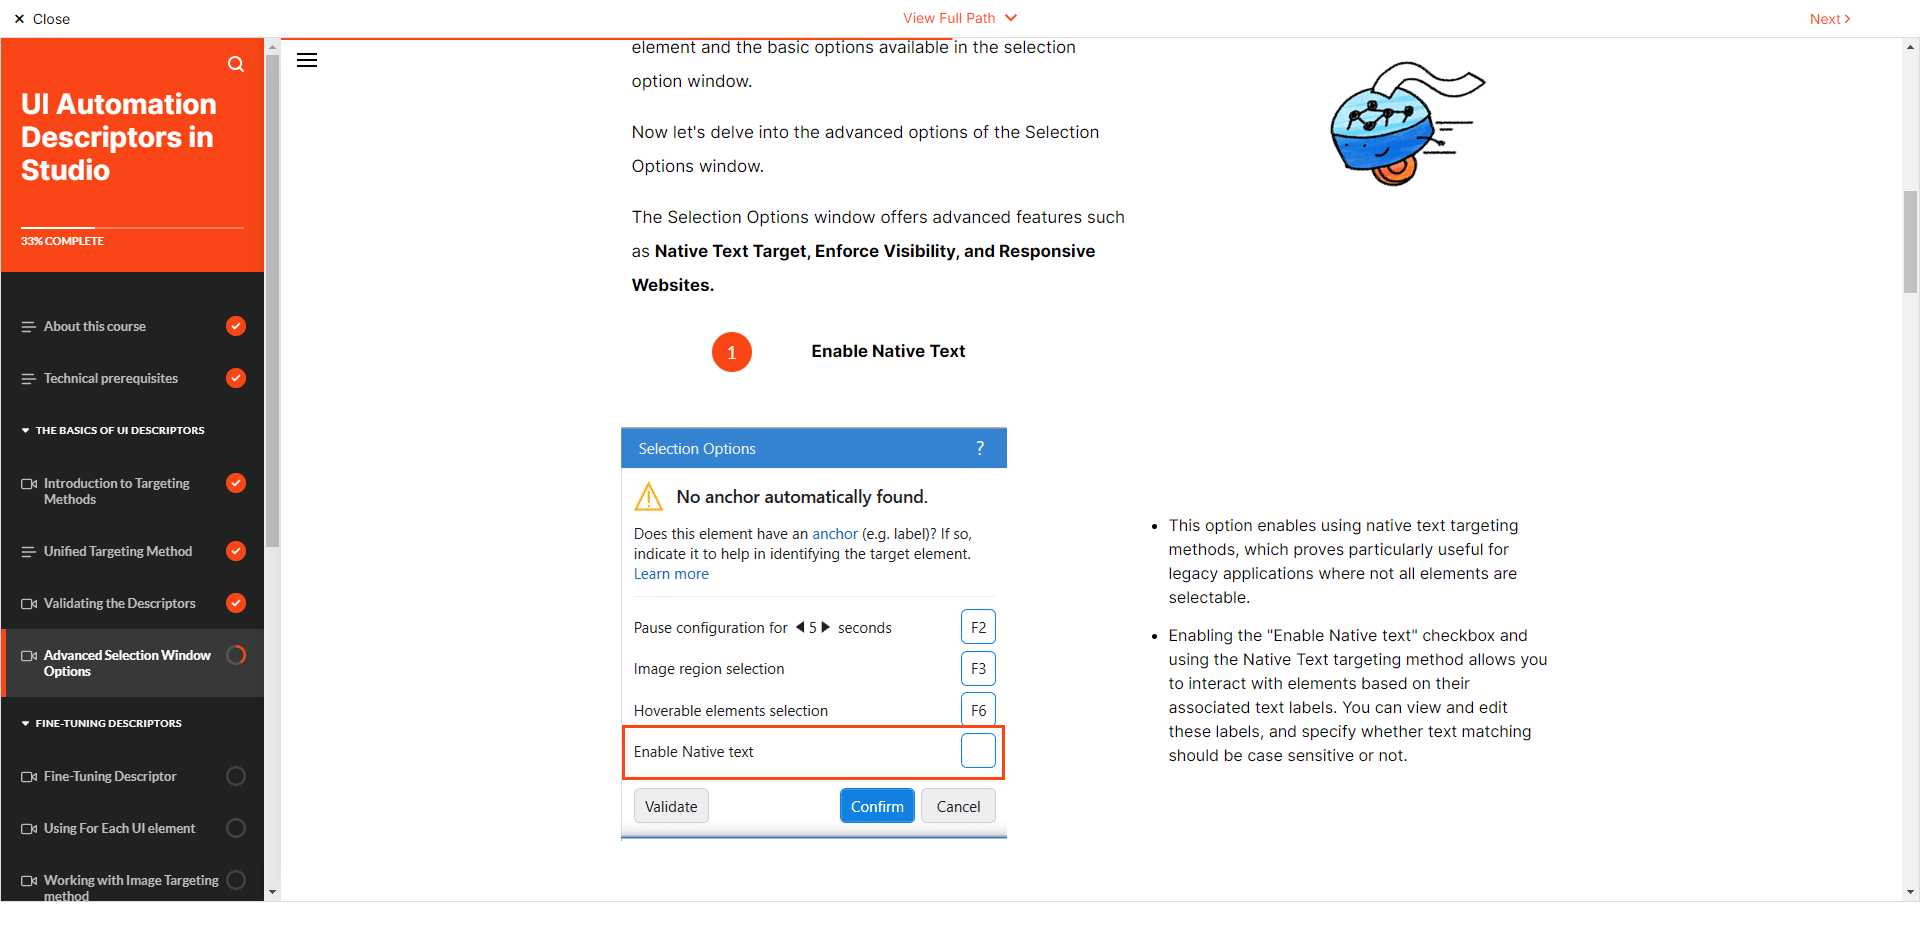 × Close
View Full Path
Next
UI Automation
Descriptors in
Studio
33% COMPLETE
About this course
Technical prerequisites
THE BASICS OF UI DESCRIPTORS
Introduction to Targeting
Methods
Unified Targeting Method
Validating the Descriptors
Advanced Selection Window
Options
FINE-TUNING DESCRIPTORS
Fine-Tuning Descriptor
Using For Each UI element
Working with Image Targeting
method
element and the basic options available in the selection
option window.
Now let's delve into the advanced options of the Selection
Options window.
The Selection Options window offers advanced features such
as Native Text Target, Enforce Visibility, and Responsive
Websites.
1 Enable Native Text
Selection Options ?
No anchor automatically found.
Does this element have an anchor (e.g. label)? If so,
indicate it to help in identifying the target element.
Learn more
Pause configuration for 5 seconds F2
Image region selection F3
Hoverable elements selection F6
Enable Native text
Validate Confirm Cancel
• This option enables using native text targeting
methods, which proves particularly useful for
legacy applications where not all elements are
selectable.
• Enabling the "Enable Native text" checkbox and
using the Native Text targeting method allows you
to interact with elements based on their
associated text labels. You can view and edit
these labels, and specify whether text matching
should be case sensitive or not.